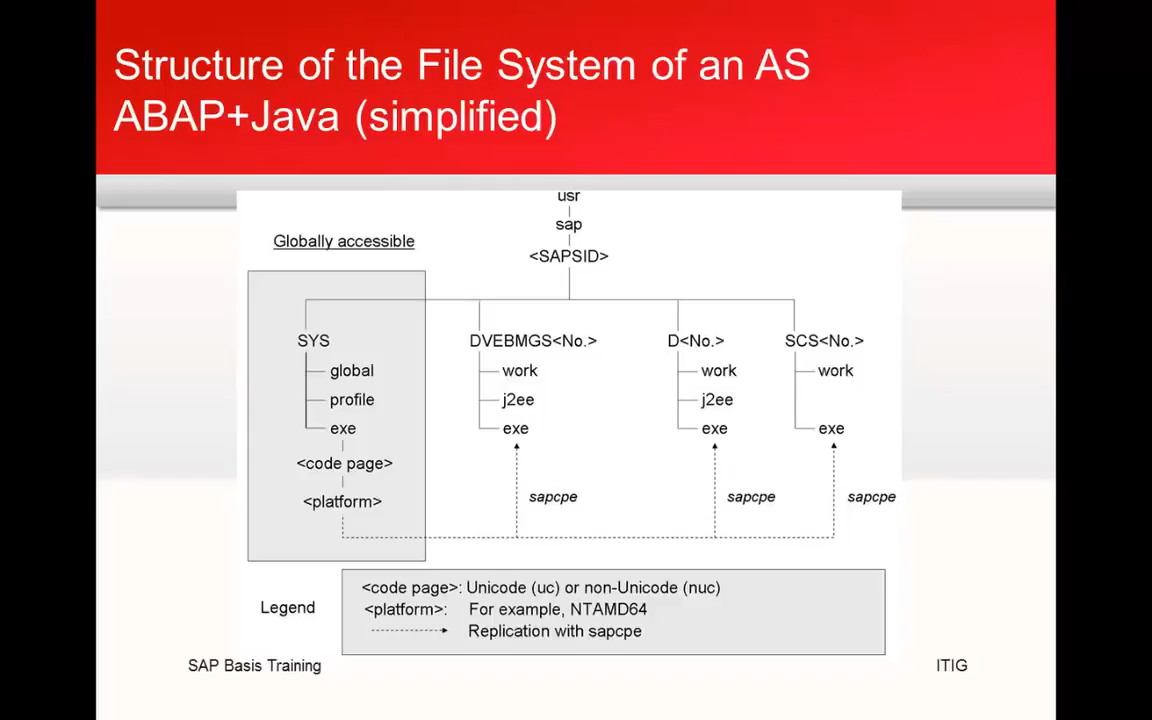 Structure of the File System of an AS
ABAP+Java (simplified)
usr
sap
<SAPSID>
Globally accessible
SYS
global
profile
exe
<code page>
<platform>
DVEBMGS<No.>
work
j2ee
exe
sapcpe
D<No.>
work
j2ee
exe
sapcpe
SCS<No.>
work
exe
sapcpe
Legend
<code page>: Unicode (uc) or non-Unicode (nuc)
<platform>: For example, NTAMD64
Replication with sapcpe
SAP Basis Training
ITIG